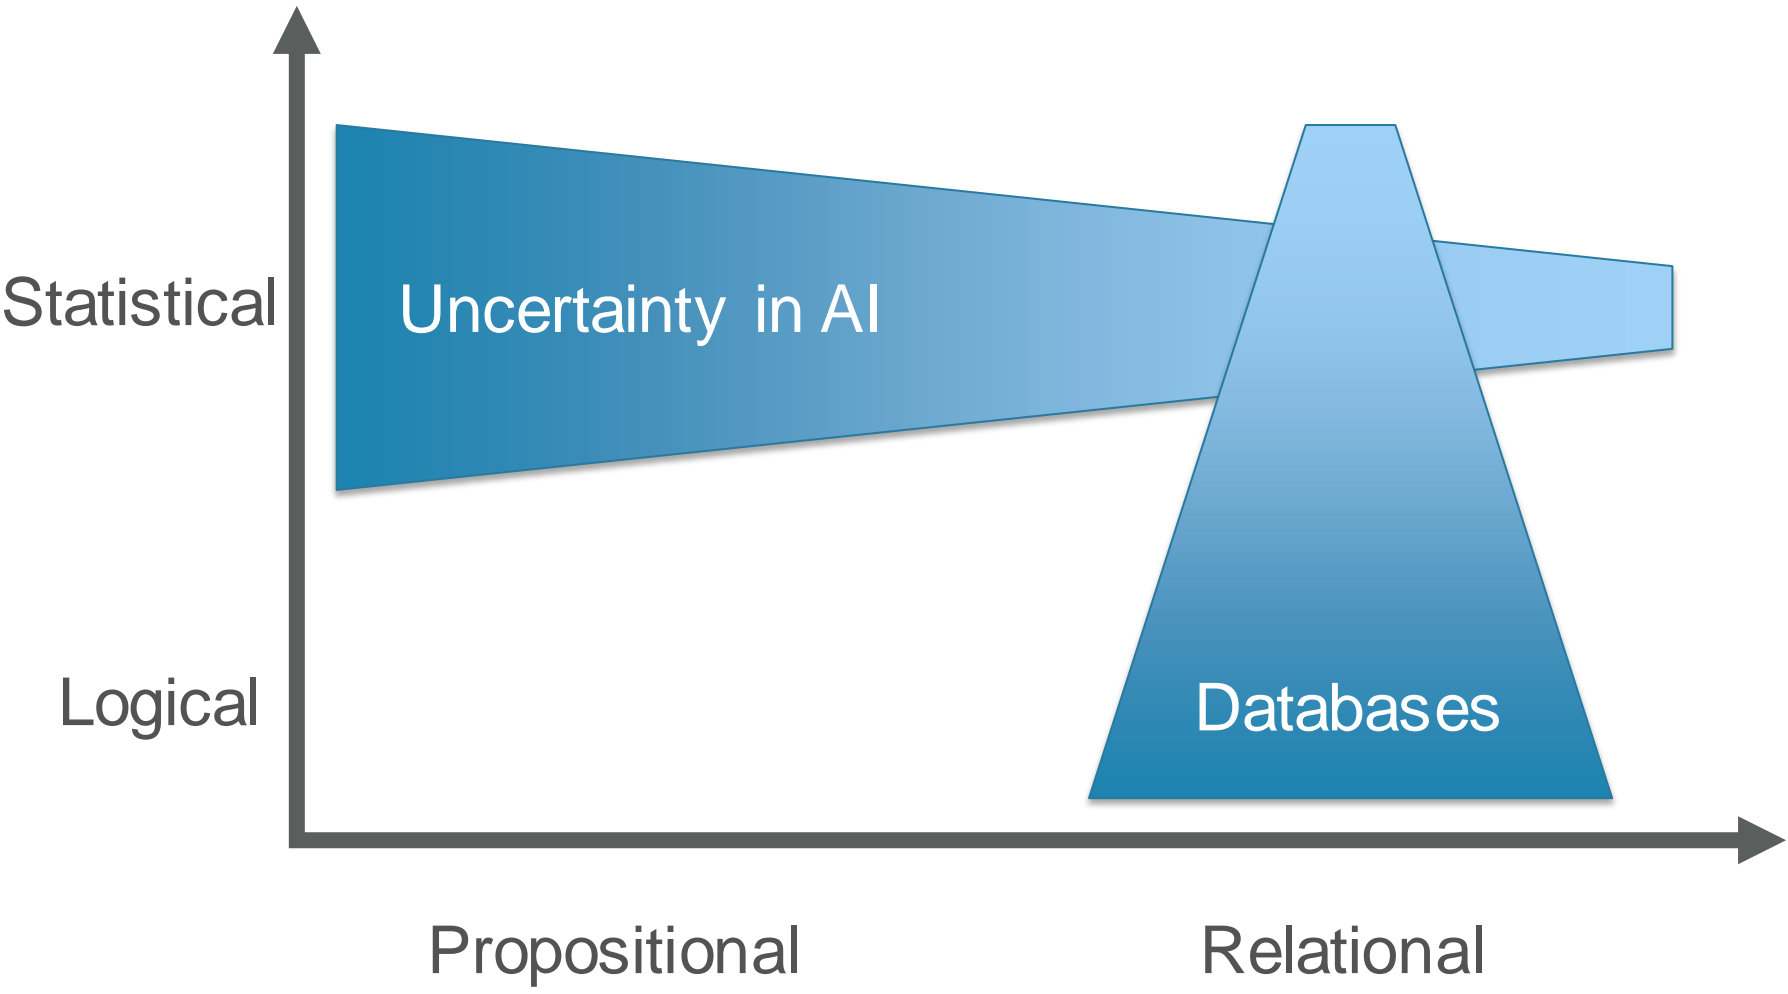 Statistical
Uncertainty in AI
Logical
Databases
Propositional
Relational